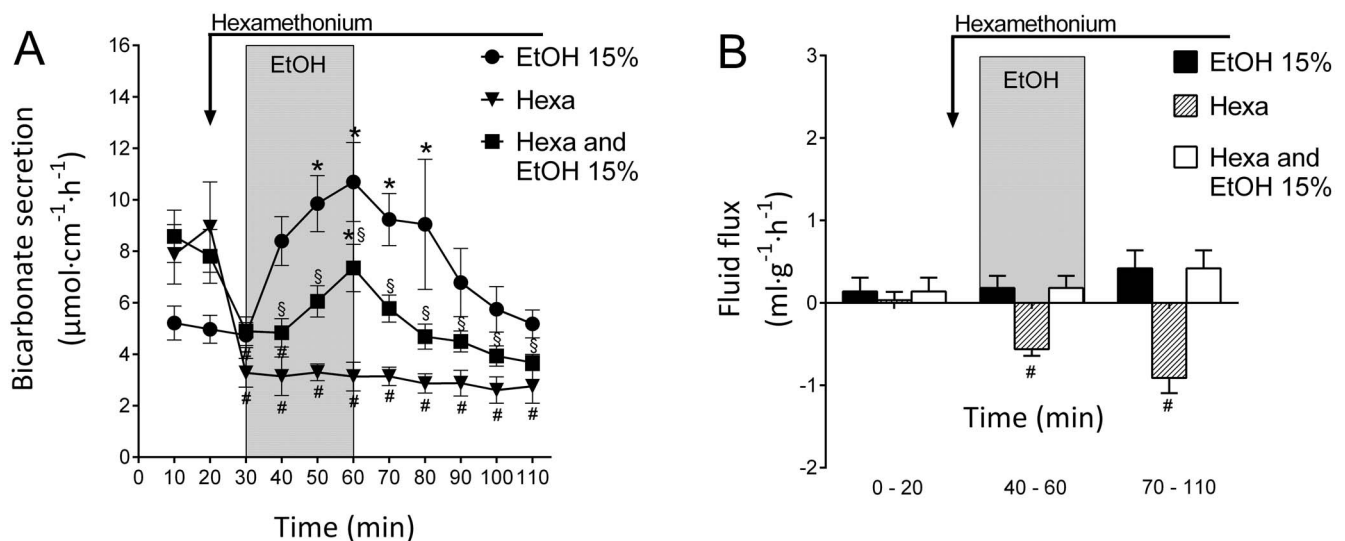 A
Hexamethonium
EtOH
EtOH 15%
Hexa
Hexa and
EtOH 15%
Bicarbonate secretion
(µmol·cm⁻¹·h⁻¹)
16
14
12
10
8
6
4
2
0
* * * *
*§
§ § § § § § §
# #
# # # # # # # # #
0 10 20 30 40 50 60 70 80 90 100 110
Time (min)
B
Hexamethonium
EtOH
EtOH 15%
Hexa
Hexa and
EtOH 15%
Fluid flux
(ml·g⁻¹·h⁻¹)
3
2
1
0
-1
-2
# #
Time (min)
0 - 20 40 - 60 70 - 110